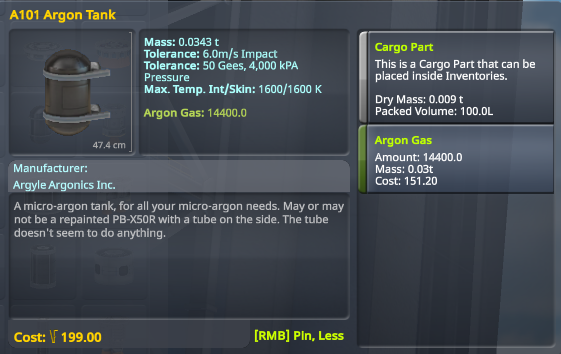 A101 Argon Tank
Mass: 0.0343 t
Tolerance: 6.0m/s Impact
Tolerance: 50 Gees, 4,000 kPA
Pressure
Max. Temp. Int/Skin: 1600/1600 K
Argon Gas: 14400.0
47.4 cm
Manufacturer:
Argyle Argonics Inc.
A micro-argon tank, for all your micro-argon needs. May or may
not be a repainted PB-X50R with a tube on the side. The tube
doesn't seem to do anything.
Cost: 199.00
[RMB] Pin, Less
Cargo Part
This is a Cargo Part that can be
placed inside Inventories.
Dry Mass: 0.009 t
Packed Volume: 100.0L
Argon Gas
Amount: 14400.0
Mass: 0.03t
Cost: 151.20